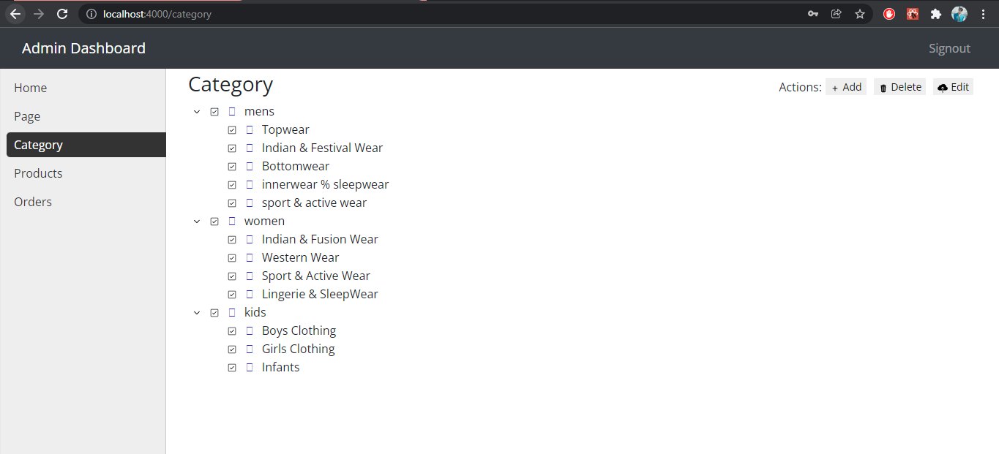 localhost:4000/category
Admin Dashboard
Signout
Home
Page
Category
Products
Orders
Category
Actions: + Add Delete Edit
mens
Topwear
Indian & Festival Wear
Bottomwear
innerwear % sleepwear
sport & active wear
women
Indian & Fusion Wear
Western Wear
Sport & Active Wear
Lingerie & SleepWear
kids
Boys Clothing
Girls Clothing
Infants